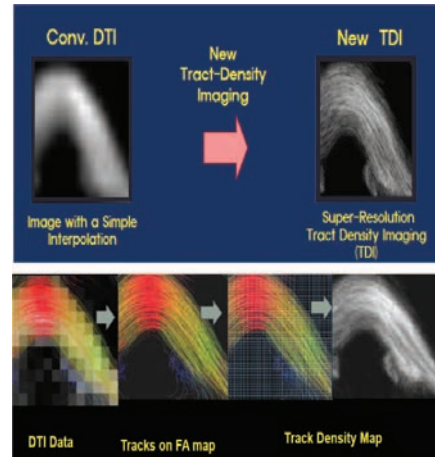 Conv. DTI
New
Tract-Density
Imaging
New TDI
Image with a Simple
Interpolation
Super-Resolution
Tract Density Imaging
(TDI)
DTI Data
Tracks on FA map
Track Density Map